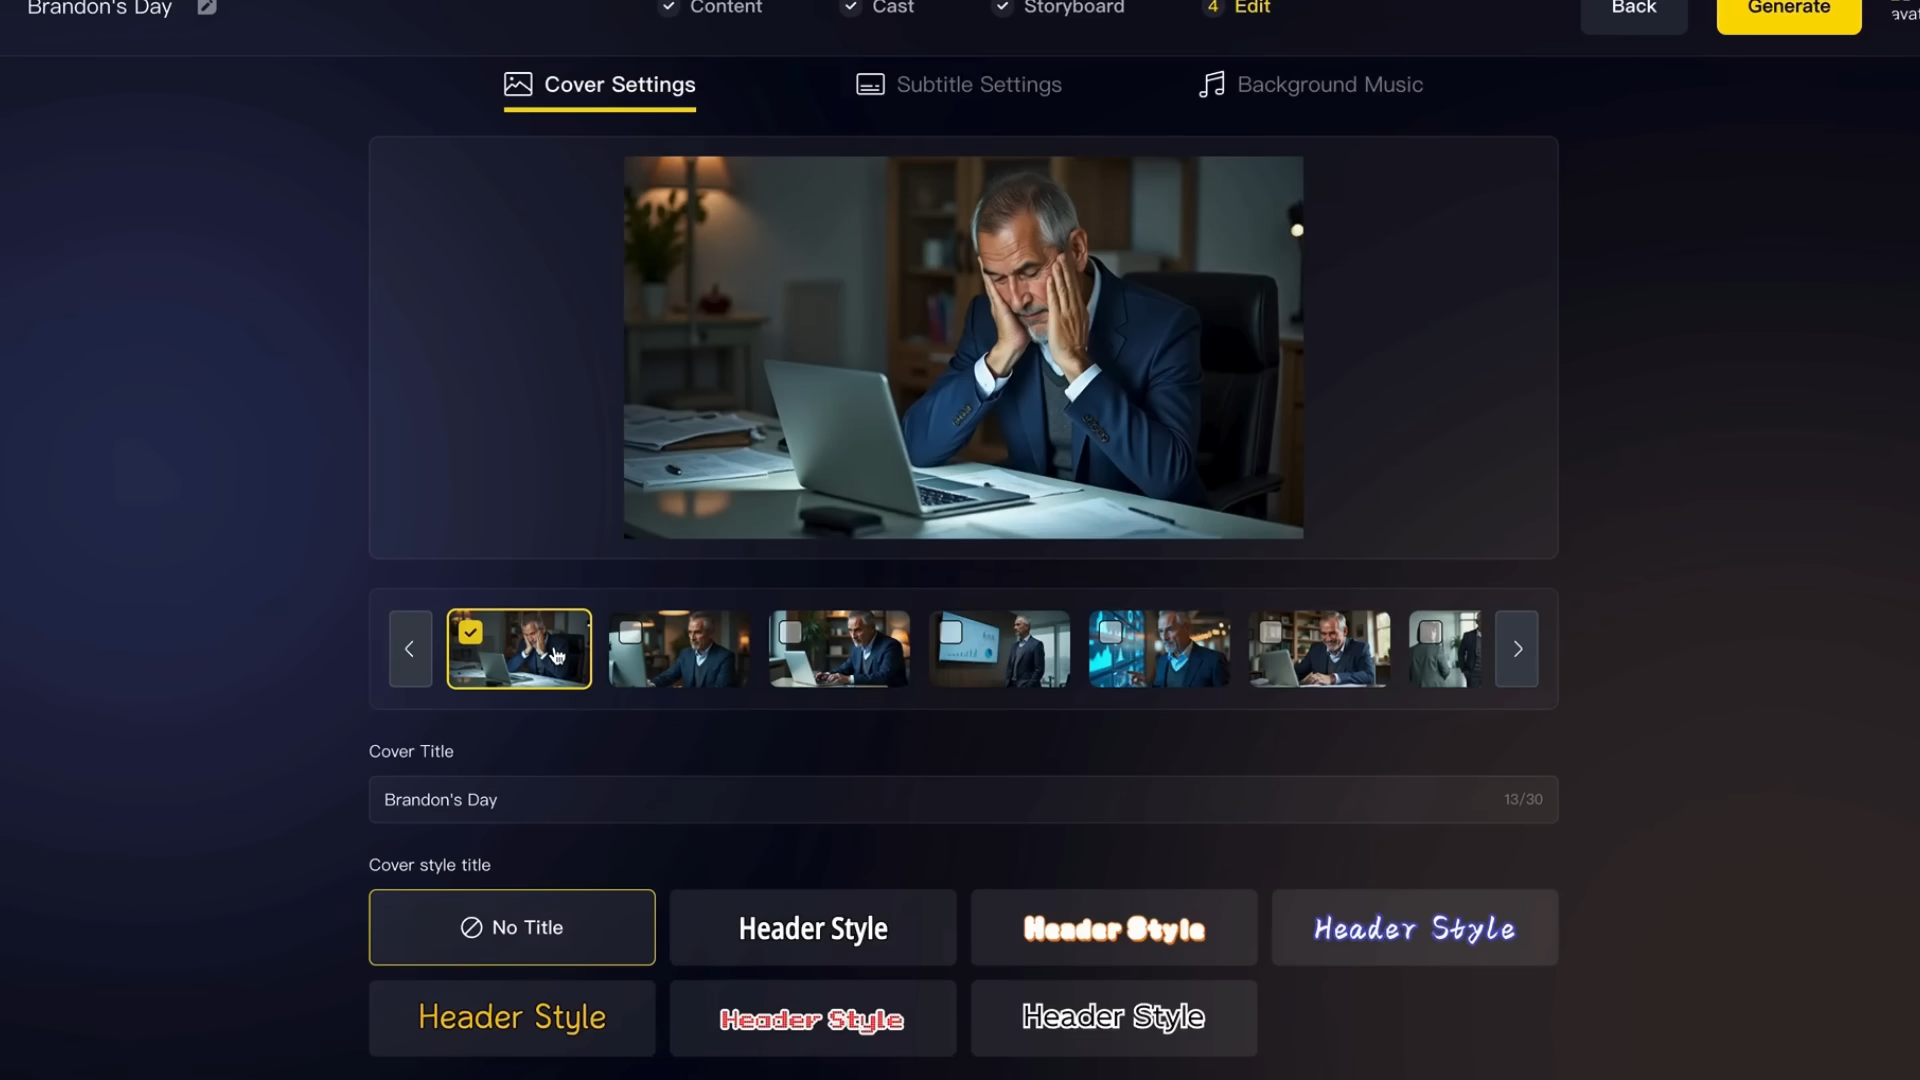 Brandon's Day
Content
Cast
Storyboard
4 Edit
Back
Generate
Cover Settings
Subtitle Settings
Background Music
Cover Title
Brandon's Day
13/30
Cover style title
No Title
Header Style
Header Style
Header Style
Header Style
Header Style
Header Style